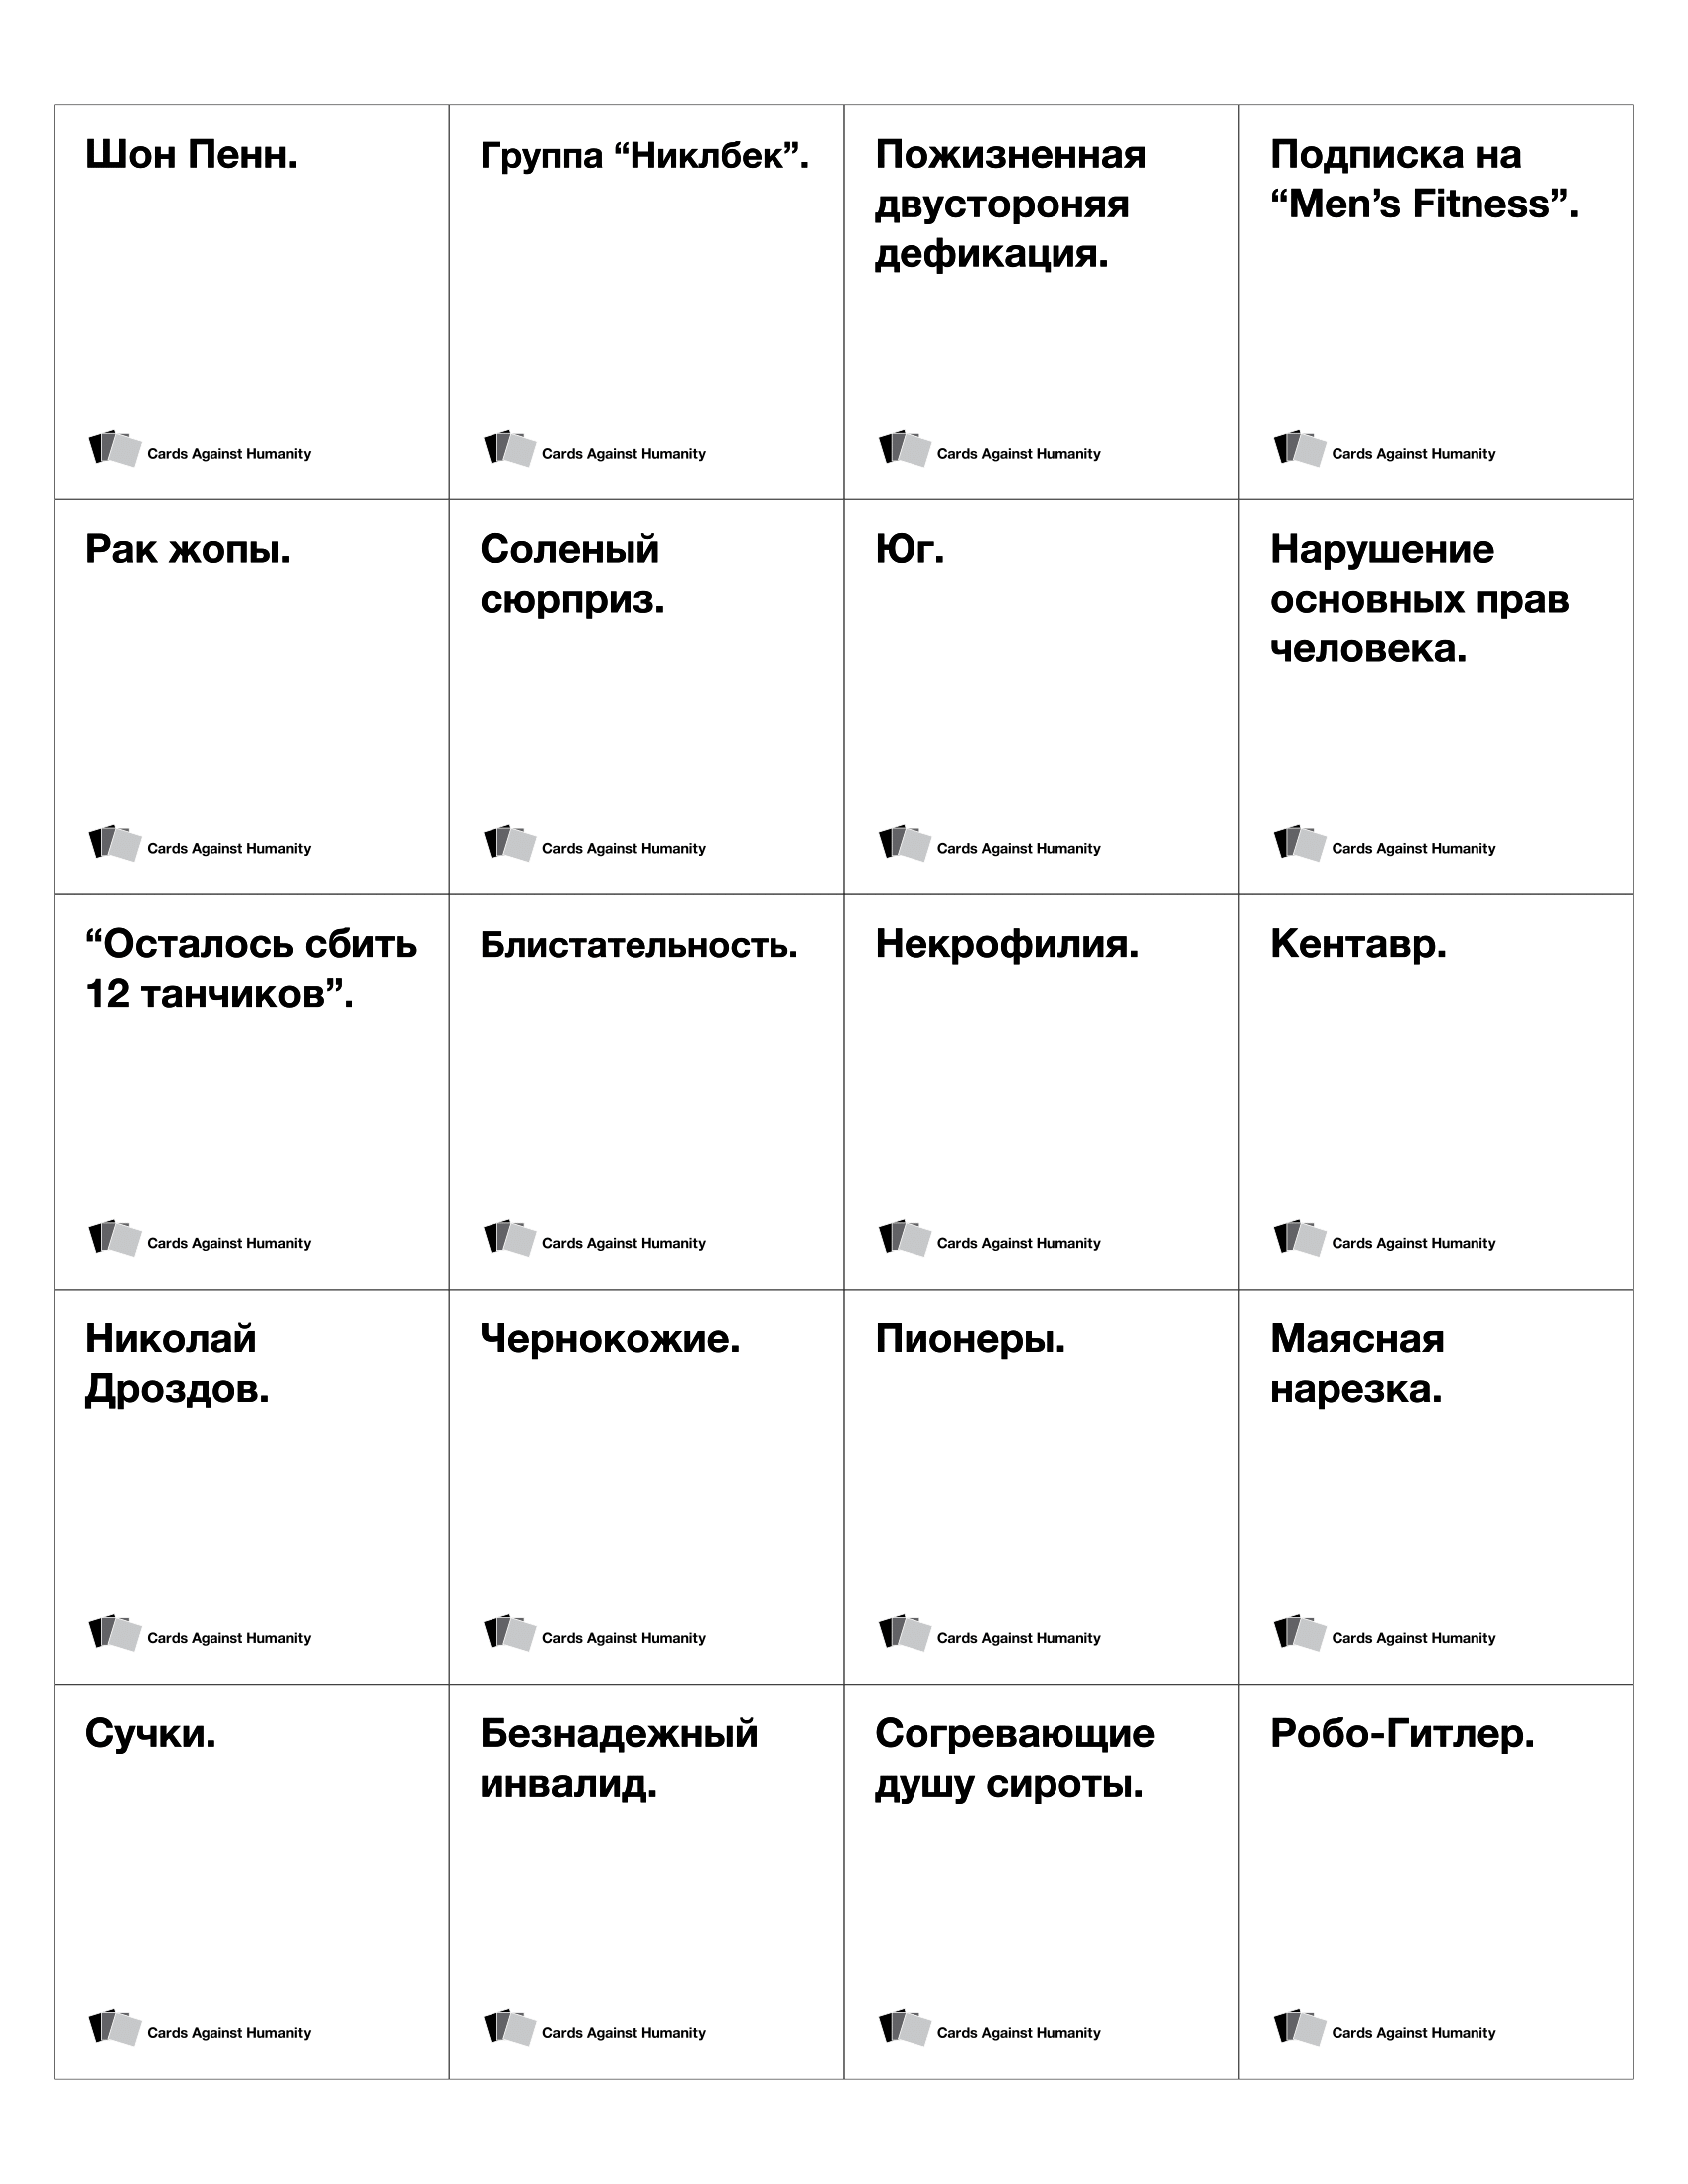 Шон Пенн.
Группа “Никлбек”.
Пожизненная
двустороняя
дефикация.
Подписка на
“Men’s Fitness”.
Cards Against Humanity
Cards Against Humanity
Cards Against Humanity
Cards Against Humanity
Рак жопы.
Соленый
сюрприз.
Юг.
Нарушение
основных прав
человека.
Cards Against Humanity
Cards Against Humanity
Cards Against Humanity
Cards Against Humanity
“Осталось сбить
12 танчиков”.
Блистательность.
Некрофилия.
Кентавр.
Cards Against Humanity
Cards Against Humanity
Cards Against Humanity
Cards Against Humanity
Николай
Дроздов.
Чернокожие.
Пионеры.
Маясная
нарезка.
Cards Against Humanity
Cards Against Humanity
Cards Against Humanity
Cards Against Humanity
Сучки.
Безнадежный
инвалид.
Согревающие
душу сироты.
Робо-Гитлер.
Cards Against Humanity
Cards Against Humanity
Cards Against Humanity
Cards Against Humanity